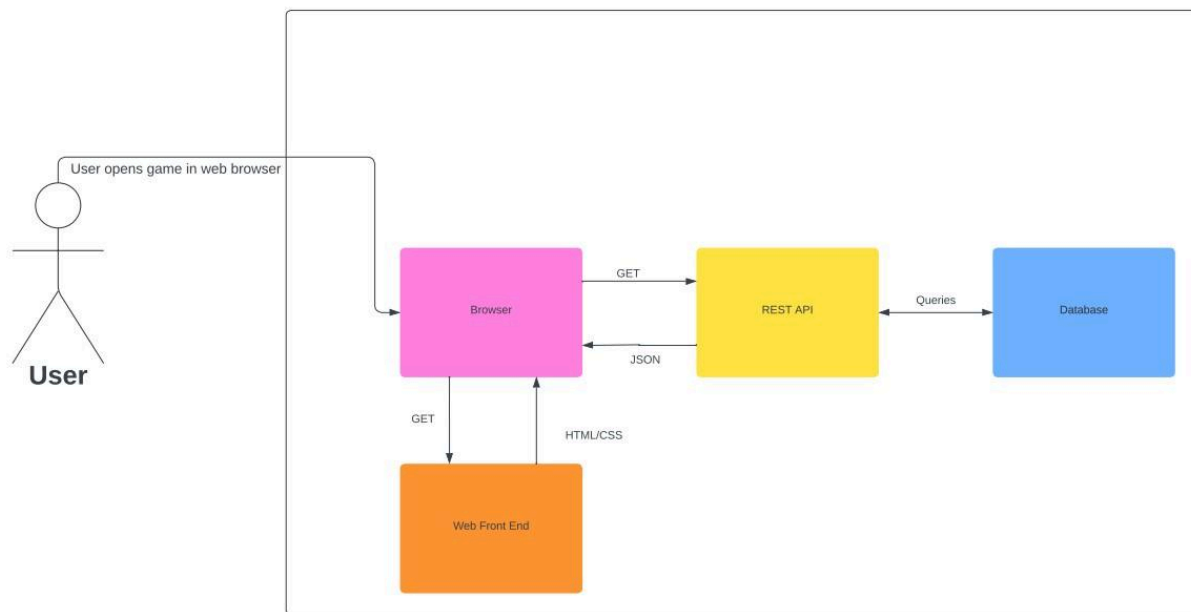 User opens game in web browser
User
Browser
GET
REST API
Queries
Database
JSON
GET
HTML/CSS
Web Front End